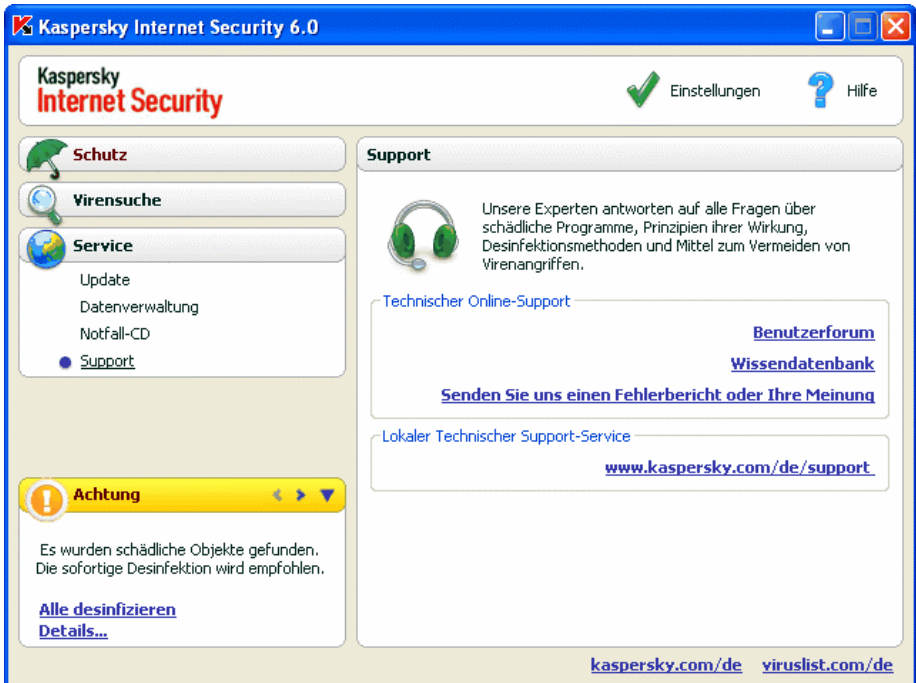 Kaspersky Internet Security 6.0
Kaspersky
Internet Security
Einstellungen
Hilfe
Schutz
Virensuche
Service
Update
Datenverwaltung
Notfall-CD
Support
Achtung
Es wurden schädliche Objekte gefunden.
Die sofortige Desinfektion wird empfohlen.
Alle desinfizieren
Details...
Support
Unsere Experten antworten auf alle Fragen über
schädliche Programme, Prinzipien ihrer Wirkung,
Desinfektionsmethoden und Mittel zum Vermeiden von
Virenangriffen.
Technischer Online-Support
Benutzerforum
Wissendatenbank
Senden Sie uns einen Fehlerbericht oder Ihre Meinung
Lokaler Technischer Support-Service
www.kaspersky.com/de/support
kaspersky.com/de
viruslist.com/de